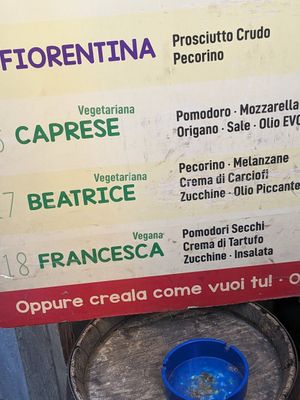 FIORENTINA
Prosciutto Crudo
Pecorino
Vegetariana
CAPRESE
Pomodoro · Mozzarella
Origano · Sale · Olio EVO
Vegetariana
17 BEATRICE
Pecorino · Melanzane
Crema di Carciofi
Zucchine · Olio Piccante
Vegana
18 FRANCESCA
Pomodori Secchi
Crema di Tartufo
Zucchine · Insalata
Oppure creala come vuoi tu! · O